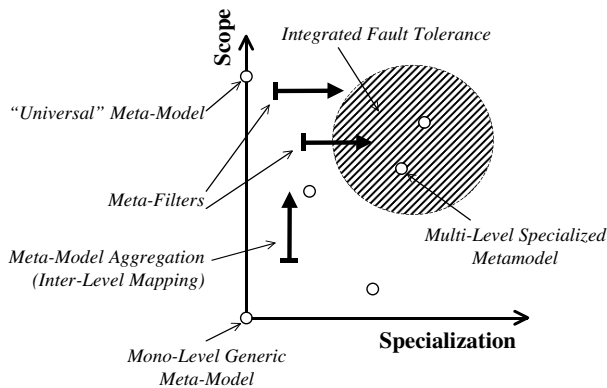 Scope
Integrated Fault Tolerance
“Universal” Meta-Model
Meta-Filters
Multi-Level Specialized
Metamodel
Meta-Model Aggregation
(Inter-Level Mapping)
Specialization
Mono-Level Generic
Meta-Model